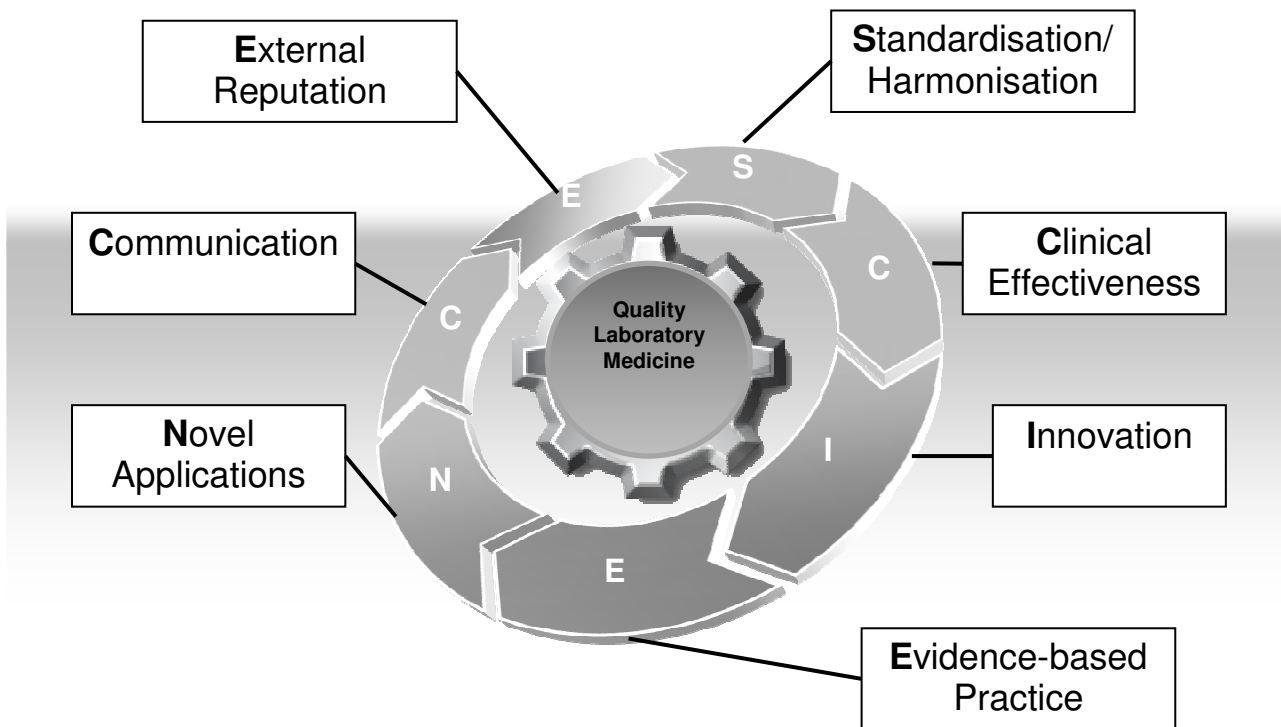 External
Reputation
Standardisation/
Harmonisation
E
S
Communication
Clinical
Effectiveness
C
C
Quality
Laboratory
Medicine
Novel
Applications
Innovation
N
I
E
Evidence-based
Practice